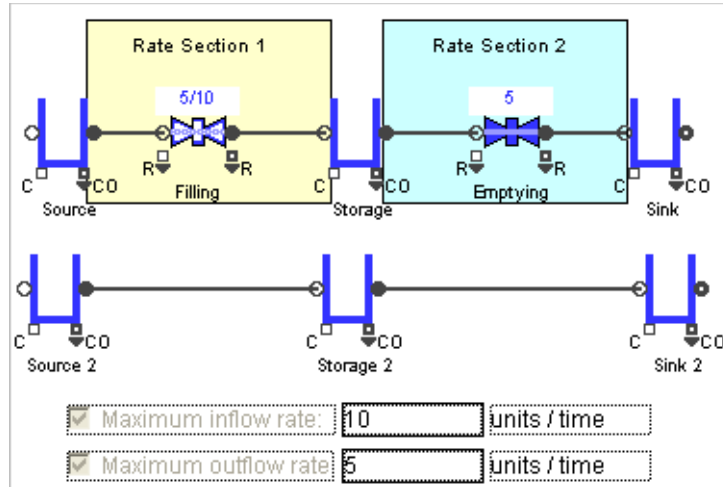 Rate Section 1
Rate Section 2
5/10
5
R
R
R
R
C
CO
C
CO
C
CO
Source
Filling
Storage
Emptying
Sink
C
CO
C
CO
C
CO
Source 2
Storage 2
Sink 2
Maximum inflow rate: 10 units / time
Maximum outflow rate 5 units / time